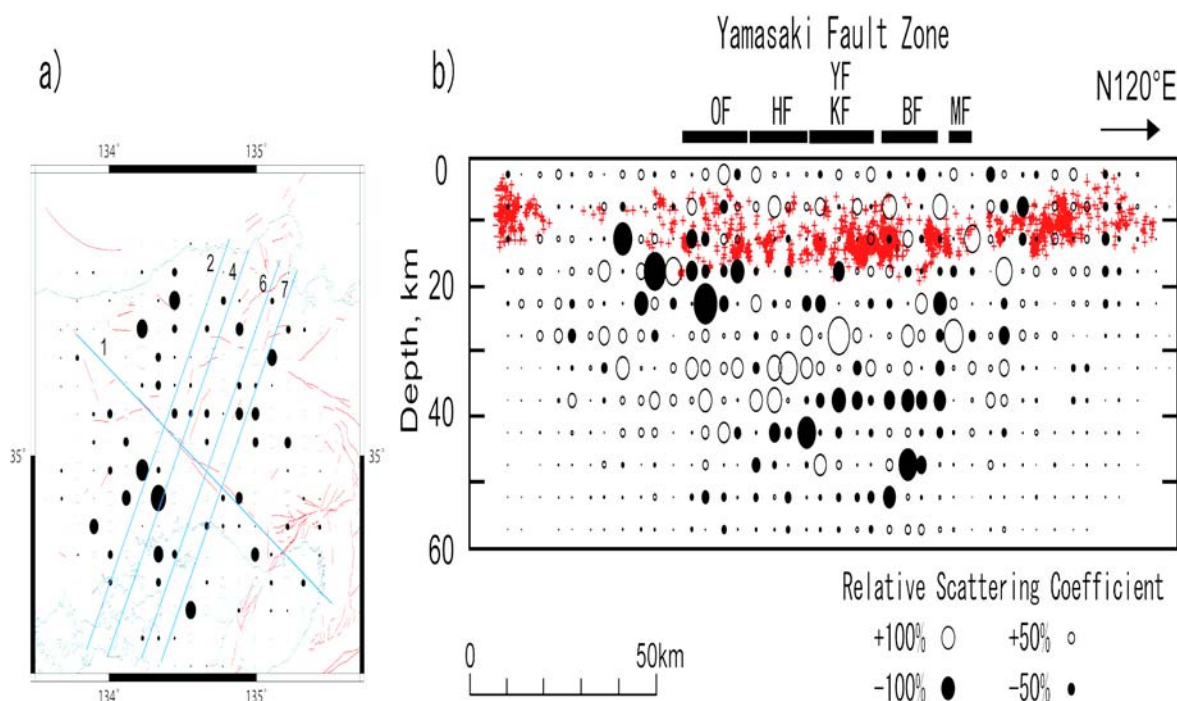 a)
134°
135°
2
4
6
7
1
35°
35°
134°
135°
b)
Yamasaki Fault Zone
YF
OF HF KF BF MF
N120°E
0
20
40
60
Depth, km
Relative Scattering Coefficient
+100% +50%
-100% -50%
0 50km